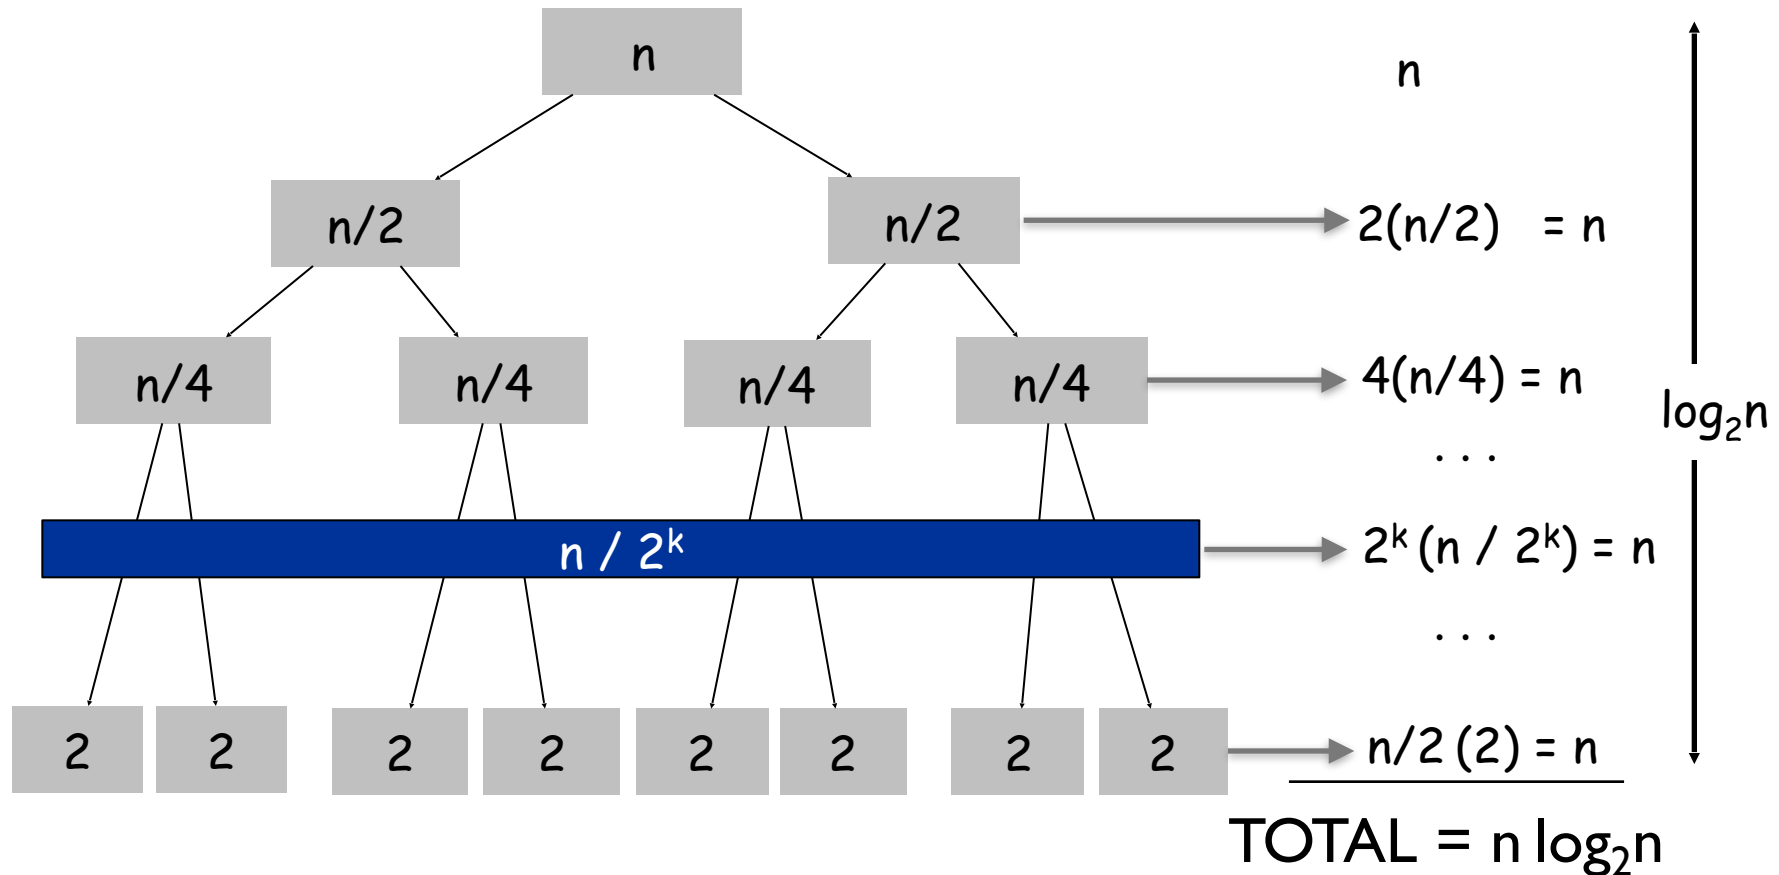 n
n
n/2
n/2
2(n/2) = n
n/4
n/4
n/4
n/4
4(n/4) = n
log₂n
. . .
n / 2ᵏ
2ᵏ (n / 2ᵏ) = n
. . .
2
2
2
2
2
2
2
2
n/2 (2) = n
TOTAL = n log₂n